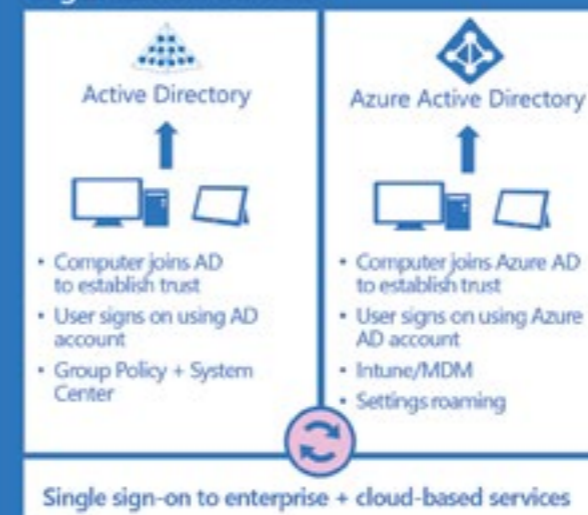 Active Directory
Computer joins AD
to establish trust
User signs on using AD
account
Group Policy + System
Center
Azure Active Directory
Computer joins Azure AD
to establish trust
User signs on using Azure
AD account
Intune/MDM
Settings roaming
Single sign-on to enterprise + cloud-based services